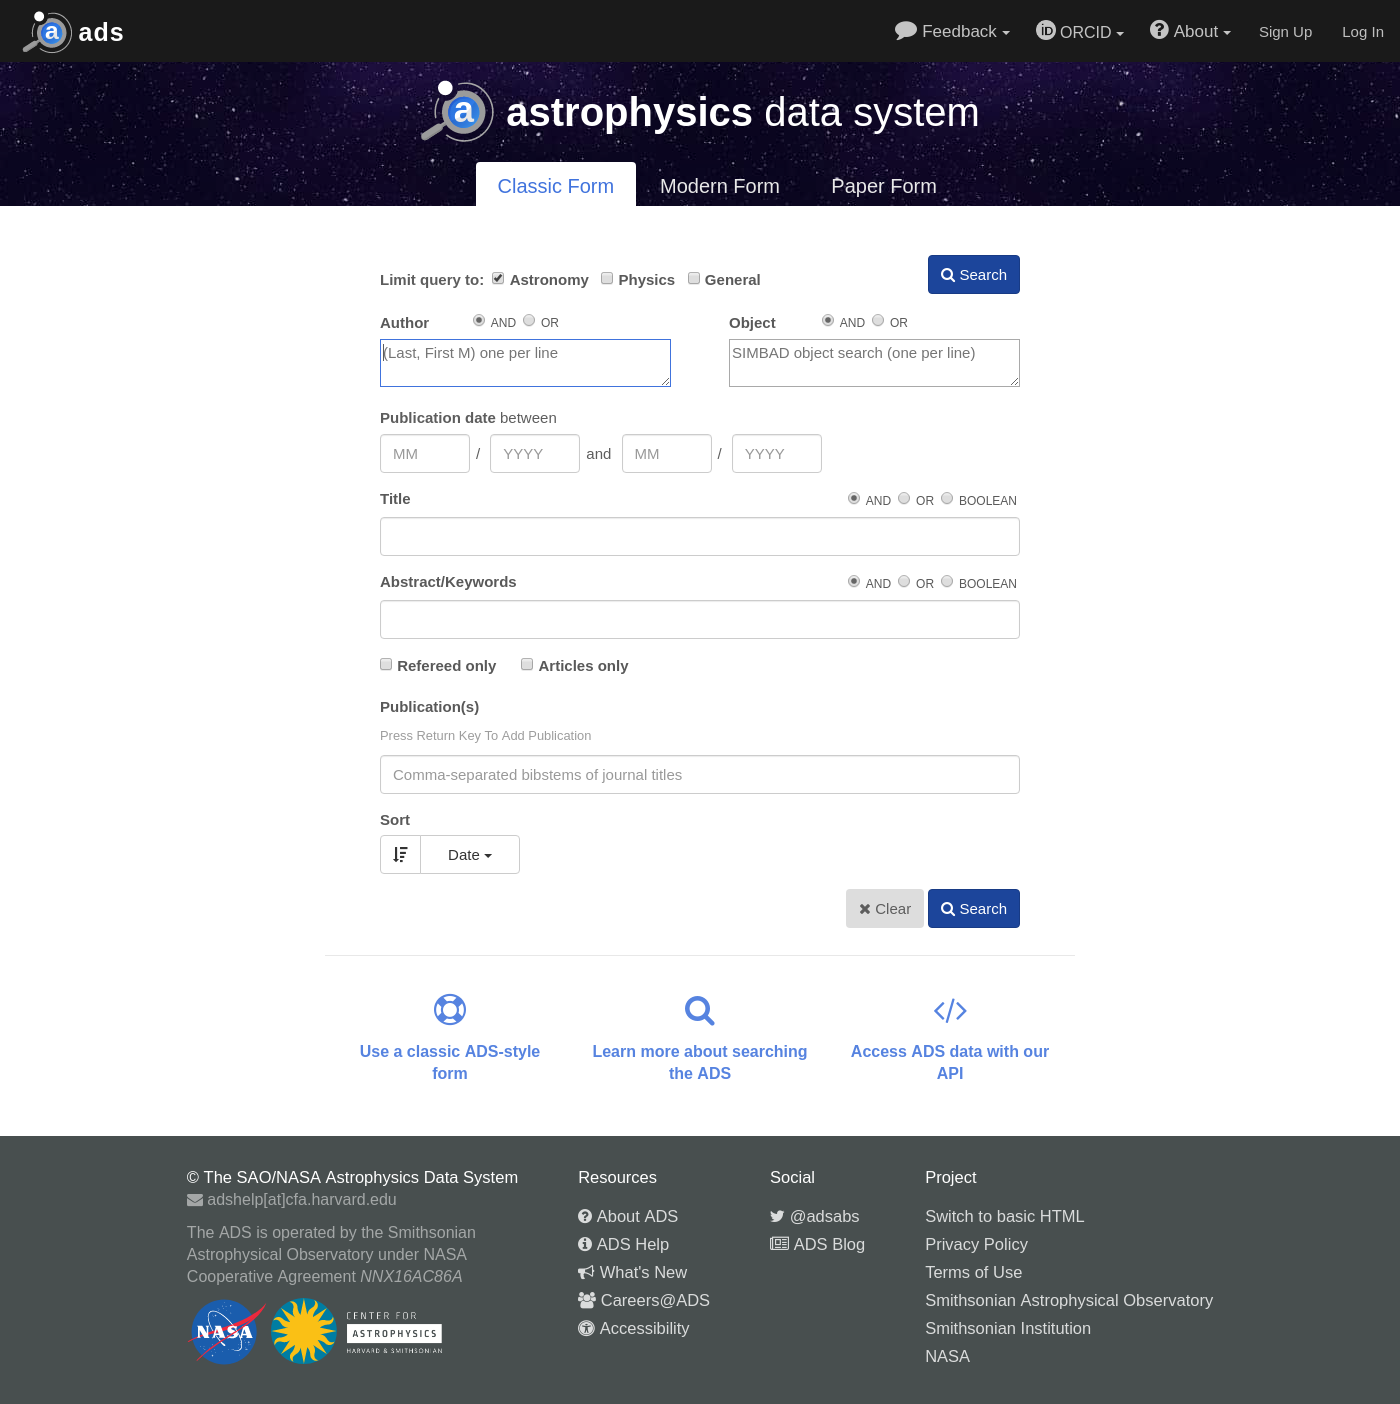 a ads
Feedback ORCID About Sign Up Log In
a astrophysics data system
Classic Form Modern Form Paper Form
Limit query to: Astronomy Physics General
Search
Author AND OR
Object AND OR
(Last, First M) one per line
SIMBAD object search (one per line)
Publication date between
MM / YYYY and MM / YYYY
Title AND OR BOOLEAN
Abstract/Keywords AND OR BOOLEAN
Refereed only Articles only
Publication(s)
Press Return Key To Add Publication
Comma-separated bibstems of journal titles
Sort
Date
Clear Search
Use a classic ADS-style
form
Learn more about searching
the ADS
Access ADS data with our
API
© The SAO/NASA Astrophysics Data System
adshelp[at]cfa.harvard.edu
The ADS is operated by the Smithsonian
Astrophysical Observatory under NASA
Cooperative Agreement NNX16AC86A
NASA
CENTER FOR
ASTROPHYSICS
HARVARD & SMITHSONIAN
Resources
About ADS
ADS Help
What's New
Careers@ADS
Accessibility
Social
@adsabs
ADS Blog
Project
Switch to basic HTML
Privacy Policy
Terms of Use
Smithsonian Astrophysical Observatory
Smithsonian Institution
NASA